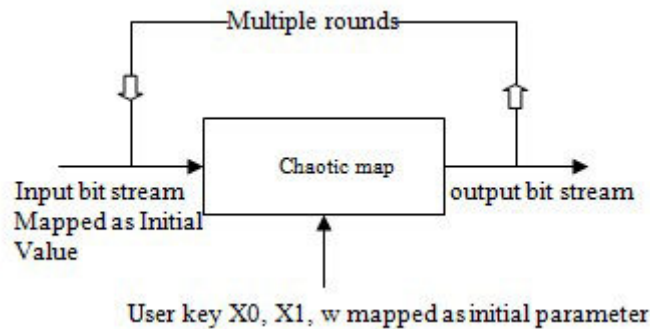 Multiple rounds
Chaotic map
Input bit stream
Mapped as Initial
Value
output bit stream
User key X0, X1, w mapped as initial parameter